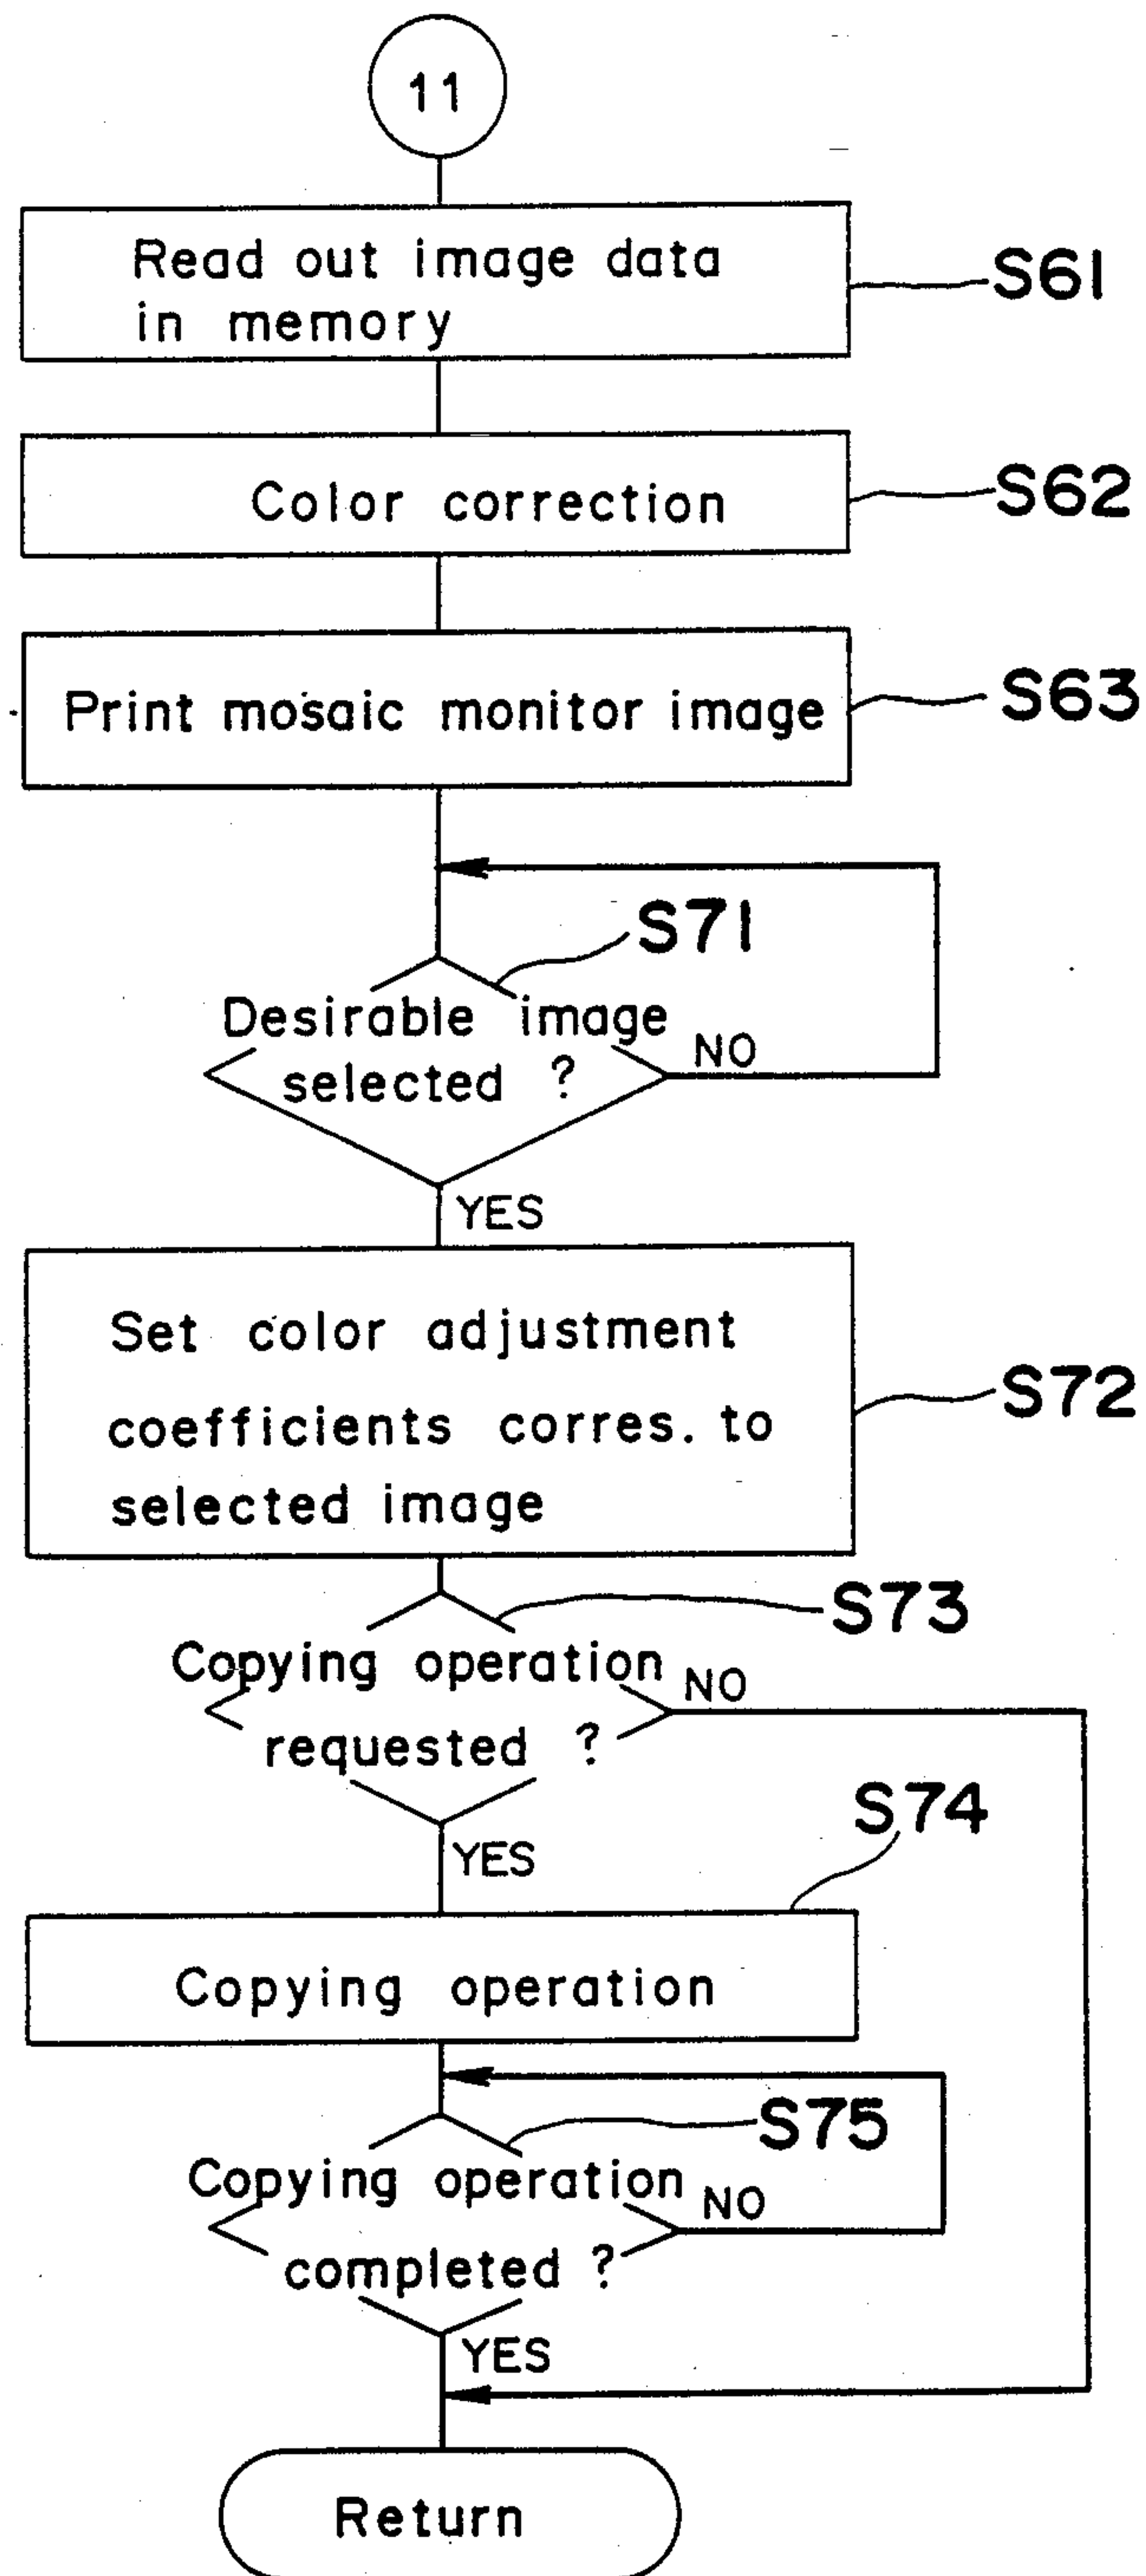 11
Read out image data
in memory
S61
Color correction
S62
Print mosaic monitor image
S63
S71
Desirable image
selected ?
NO
YES
Set color adjustment
coefficients corres. to
selected image
S72
S73
Copying operation
requested ?
NO
YES
S74
Copying operation
S75
Copying operation
completed ?
NO
YES
Return